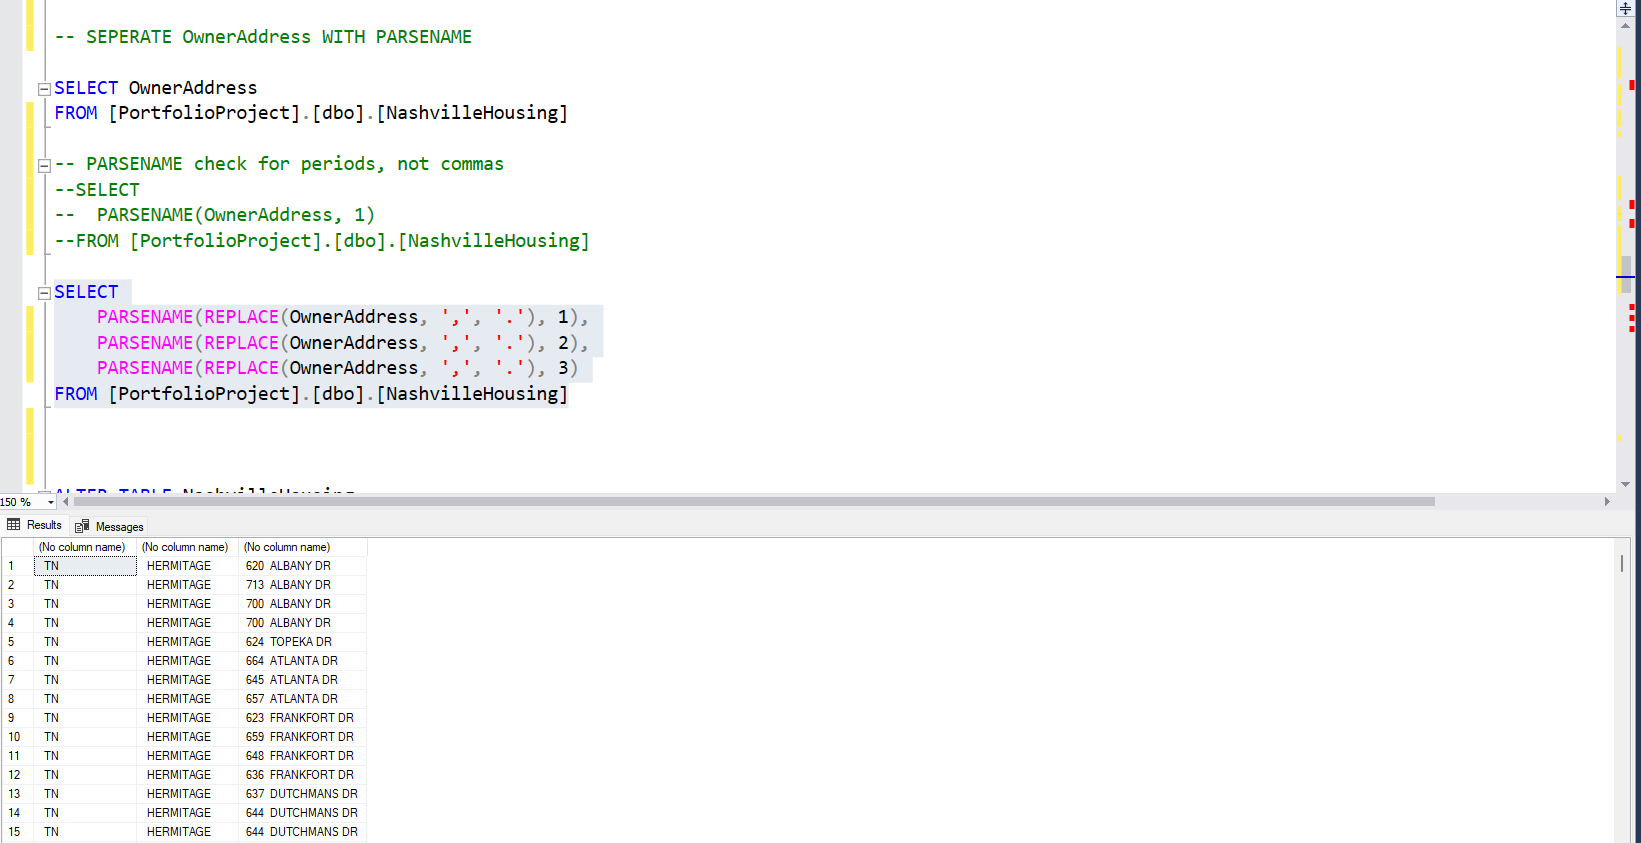 -- SEPERATE OwnerAddress WITH PARSENAME
SELECT OwnerAddress
FROM [PortfolioProject].[dbo].[NashvilleHousing]
-- PARSENAME check for periods, not commas
--SELECT
--  PARSENAME(OwnerAddress, 1)
--FROM [PortfolioProject].[dbo].[NashvilleHousing]
SELECT
    PARSENAME(REPLACE(OwnerAddress, ',', '.'), 1),
    PARSENAME(REPLACE(OwnerAddress, ',', '.'), 2),
    PARSENAME(REPLACE(OwnerAddress, ',', '.'), 3)
FROM [PortfolioProject].[dbo].[NashvilleHousing]
ALTER TABLE NashvilleHousing
150 %
Results Messages
(No column name) (No column name) (No column name)
1 TN HERMITAGE 620 ALBANY DR
2 TN HERMITAGE 713 ALBANY DR
3 TN HERMITAGE 700 ALBANY DR
4 TN HERMITAGE 700 ALBANY DR
5 TN HERMITAGE 624 TOPEKA DR
6 TN HERMITAGE 664 ATLANTA DR
7 TN HERMITAGE 645 ATLANTA DR
8 TN HERMITAGE 657 ATLANTA DR
9 TN HERMITAGE 623 FRANKFORT DR
10 TN HERMITAGE 659 FRANKFORT DR
11 TN HERMITAGE 648 FRANKFORT DR
12 TN HERMITAGE 636 FRANKFORT DR
13 TN HERMITAGE 637 DUTCHMANS DR
14 TN HERMITAGE 644 DUTCHMANS DR
15 TN HERMITAGE 644 DUTCHMANS DR